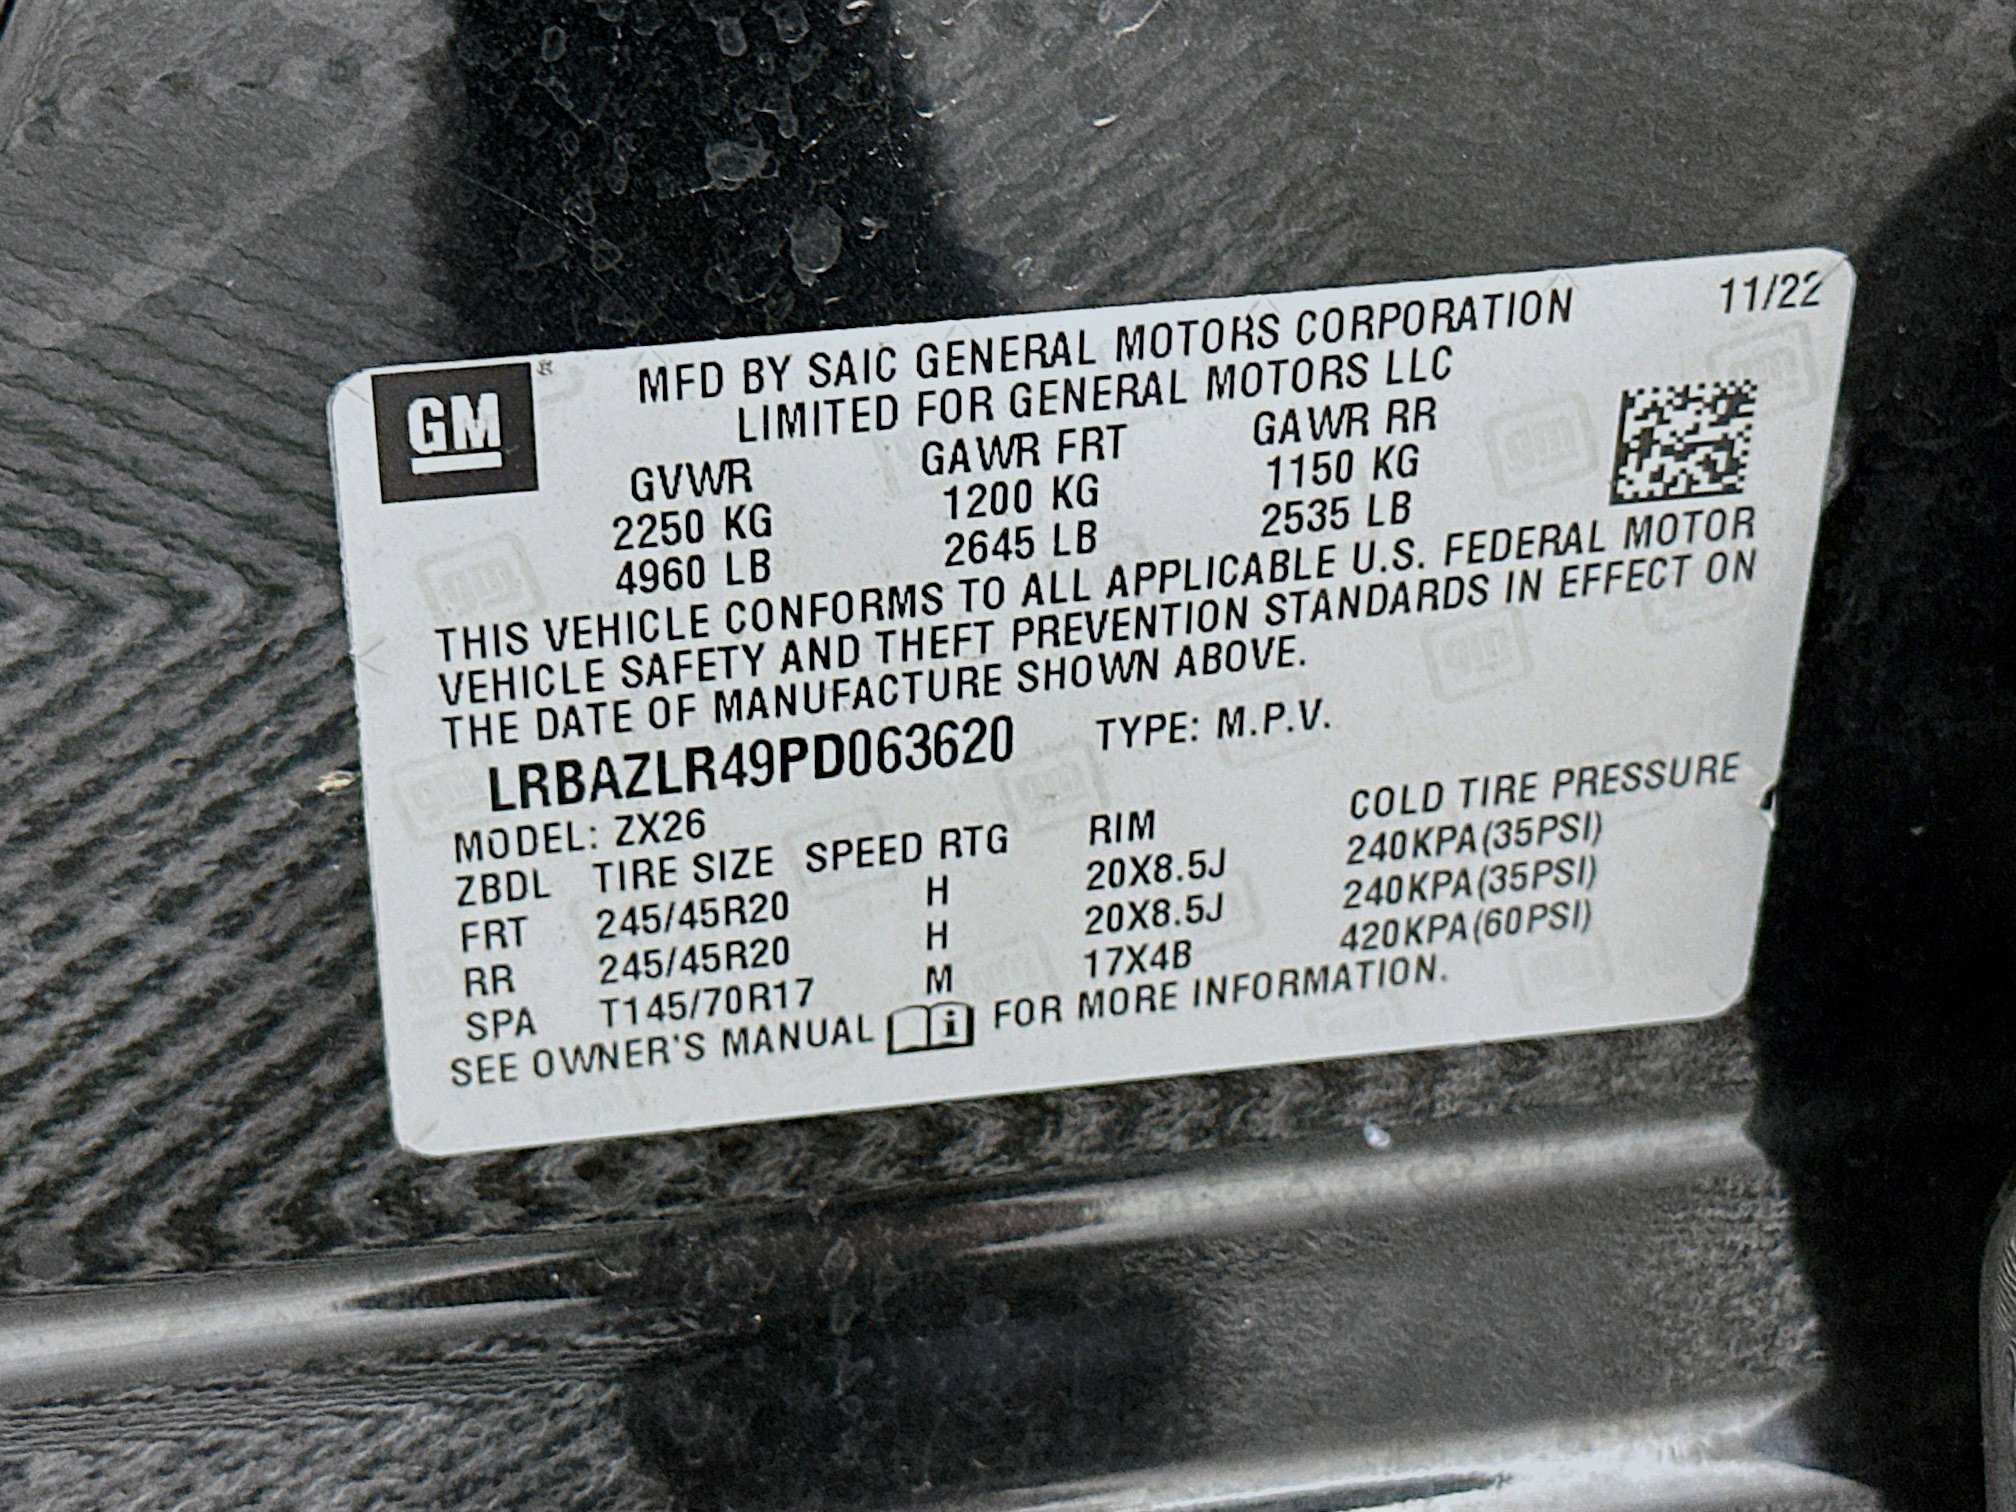 GM
MFD BY SAIC GENERAL MOTORS CORPORATION 11/22
LIMITED FOR GENERAL MOTORS LLC
GVWR GAWR FRT GAWR RR
2250 KG 1200 KG 1150 KG
4960 LB 2645 LB 2535 LB
THIS VEHICLE CONFORMS TO ALL APPLICABLE U.S. FEDERAL MOTOR
VEHICLE SAFETY AND THEFT PREVENTION STANDARDS IN EFFECT ON
THE DATE OF MANUFACTURE SHOWN ABOVE.
LRBAZLR49PD063620 TYPE: M.P.V.
MODEL: ZX26
ZBDL TIRE SIZE SPEED RTG RIM COLD TIRE PRESSURE
FRT 245/45R20 H 20X8.5J 240KPA(35PSI)
RR 245/45R20 H 20X8.5J 240KPA(35PSI)
SPA T145/70R17 M 17X4B 420KPA(60PSI)
SEE OWNER'S MANUAL i FOR MORE INFORMATION.